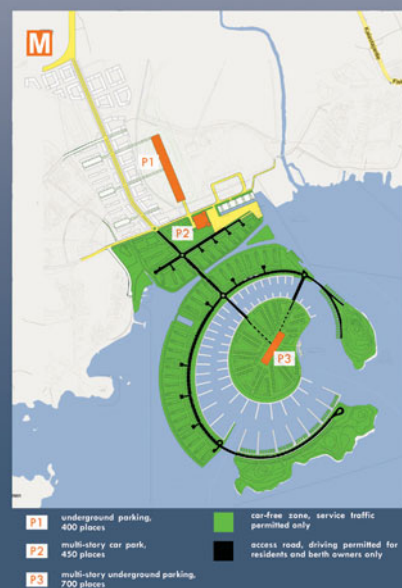 M
P1
P2
P3
P1
underground parking,
400 places
P2
multi-story car park,
450 places
P3
multi-story underground parking,
700 places
car-free zone, service traffic
permitted only
access road, driving permitted for
residents and berth owners only